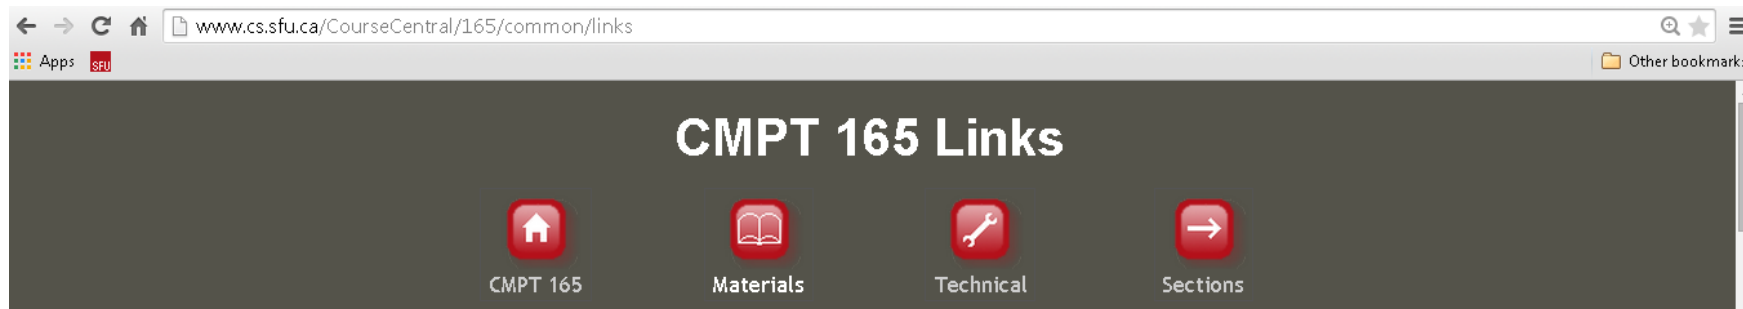 www.cs.sfu.ca/CourseCentral/165/common/links
Apps SFU Other bookmark
CMPT 165 Links
CMPT 165 Materials Technical Sections